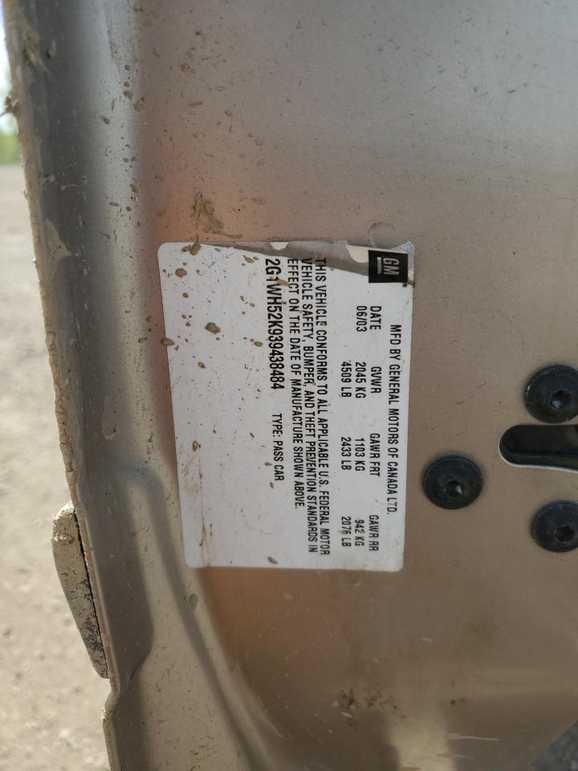 GM
MFD BY GENERAL MOTORS OF CANADA LTD.
DATE GVWR GAWR FRT GAWR RR
06/03 2045 KG 1103 KG 942 KG
4509 LB 2433 LB 2076 LB
THIS VEHICLE CONFORMS TO ALL APPLICABLE U.S. FEDERAL MOTOR
VEHICLE SAFETY, BUMPER, AND THEFT PREVENTION STANDARDS IN
EFFECT ON THE DATE OF MANUFACTURE SHOWN ABOVE.
2G1WH52K939438484 TYPE: PASS CAR